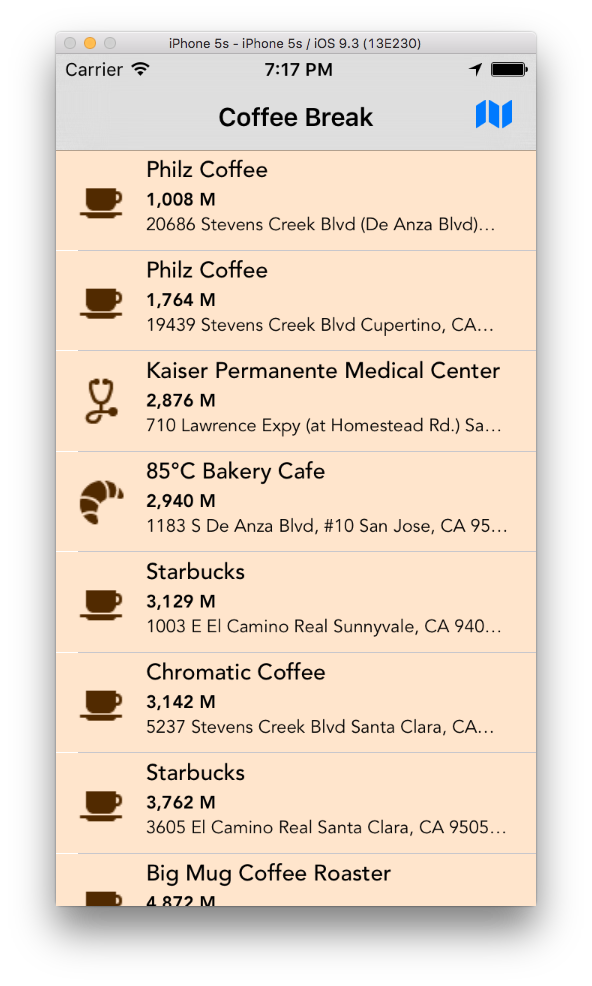 iPhone 5s - iPhone 5s / iOS 9.3 (13E230)
Carrier 7:17 PM
Coffee Break
Philz Coffee
1,008 M
20686 Stevens Creek Blvd (De Anza Blvd)...
Philz Coffee
1,764 M
19439 Stevens Creek Blvd Cupertino, CA...
Kaiser Permanente Medical Center
2,876 M
710 Lawrence Expy (at Homestead Rd.) Sa...
85°C Bakery Cafe
2,940 M
1183 S De Anza Blvd, #10 San Jose, CA 95...
Starbucks
3,129 M
1003 E El Camino Real Sunnyvale, CA 940...
Chromatic Coffee
3,142 M
5237 Stevens Creek Blvd Santa Clara, CA...
Starbucks
3,762 M
3605 El Camino Real Santa Clara, CA 9505...
Big Mug Coffee Roaster
4,872 M